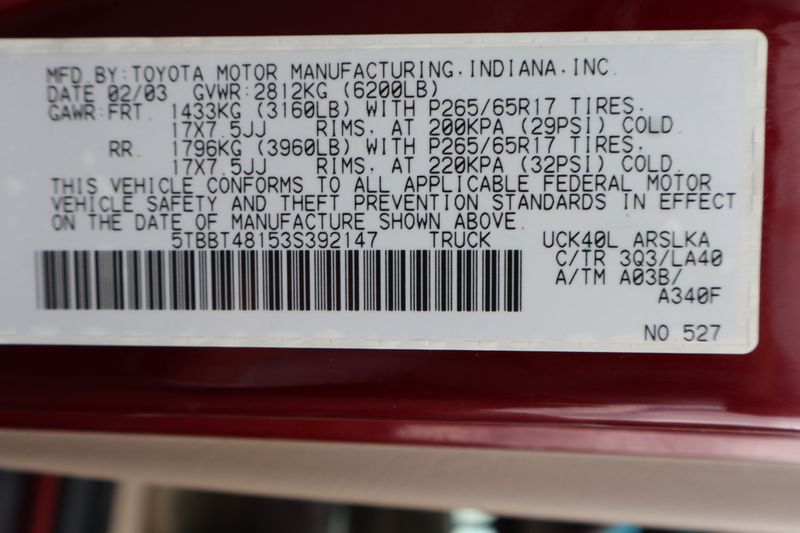 MFD.BY:TOYOTA MOTOR MANUFACTURING.INDIANA.INC.
DATE 02/03 GVWR:2812KG (6200LB)
GAWR:FRT. 1433KG (3160LB) WITH P265/65R17 TIRES.
17X7.5JJ RIMS. AT 200KPA (29PSI) COLD.
RR. 1796KG (3960LB) WITH P265/65R17 TIRES.
17X7.5JJ RIMS. AT 220KPA (32PSI) COLD.
THIS VEHICLE CONFORMS TO ALL APPLICABLE FEDERAL MOTOR
VEHICLE SAFETY AND THEFT PREVENTION STANDARDS IN EFFECT
ON THE DATE OF MANUFACTURE SHOWN ABOVE.
5TBBT48153S392147 TRUCK UCK40L ARSLKA
C/TR 3Q3/LA40
A/TM A03B/
A340F
NO 527